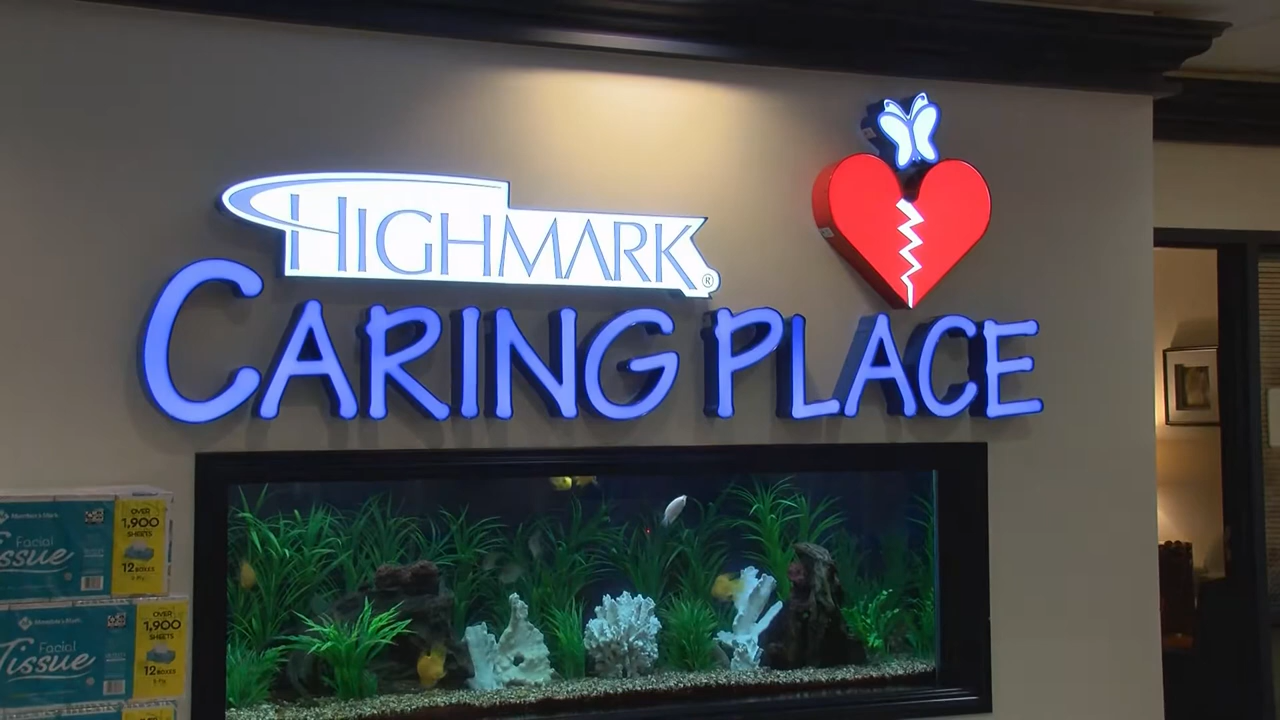 HIGHMARK®
CARING PLACE
Member's Mark
Facial
Tissue
OVER
1,900
SHEETS
12 BOXES
Member's Mark
Facial
Tissue
OVER
1,900
SHEETS
12 BOXES